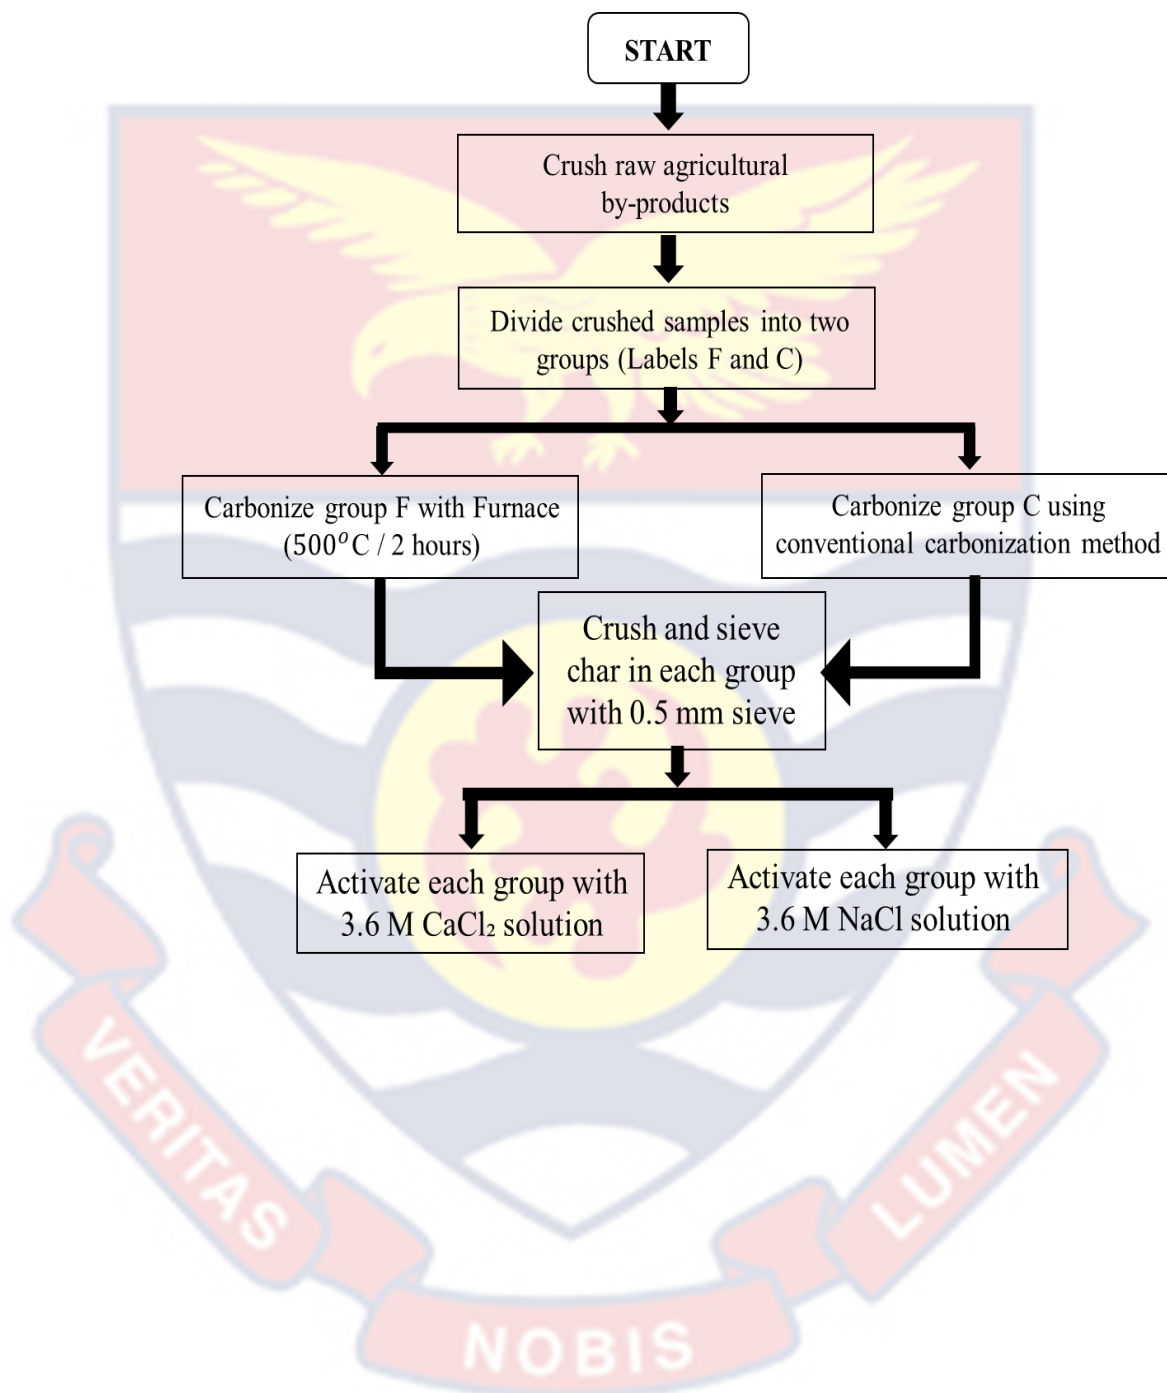 START
Crush raw agricultural
by-products
Divide crushed samples into two
groups (Labels F and C)
Carbonize group F with Furnace
(500°C / 2 hours)
Carbonize group C using
conventional carbonization method
Crush and sieve
char in each group
with 0.5 mm sieve
Activate each group with
3.6 M CaCl₂ solution
Activate each group with
3.6 M NaCl solution
VERITAS
NOBIS
LUMEN